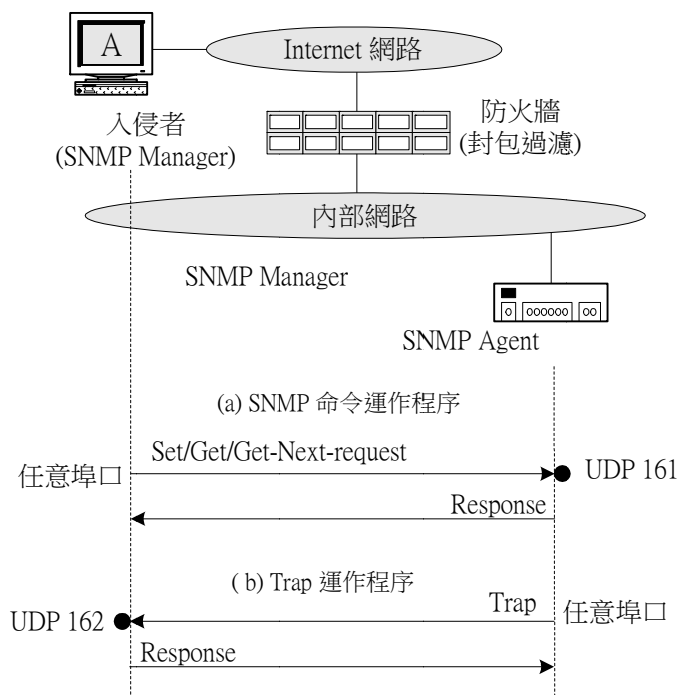 A
Internet 網路
入侵者
(SNMP Manager)
防火牆
(封包過濾)
內部網路
SNMP Manager
SNMP Agent
(a) SNMP 命令運作程序
Set/Get/Get-Next-request
任意埠口
UDP 161
Response
( b) Trap 運作程序
UDP 162
Trap
任意埠口
Response